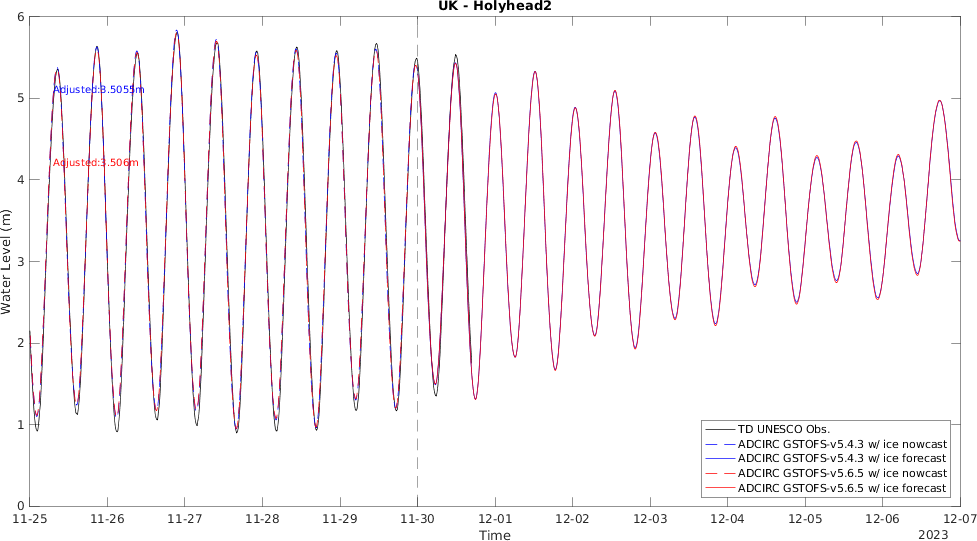 UK - Holyhead2
6
5
4
3
2
1
0
Water Level (m)
Adjusted:3.5055m
Adjusted:3.506m
TD UNESCO Obs.
ADCIRC GSTOFS-v5.4.3 w/ ice nowcast
ADCIRC GSTOFS-v5.4.3 w/ ice forecast
ADCIRC GSTOFS-v5.6.5 w/ ice nowcast
ADCIRC GSTOFS-v5.6.5 w/ ice forecast
11-25 11-26 11-27 11-28 11-29 11-30 12-01 12-02 12-03 12-04 12-05 12-06 12-07
Time
2023